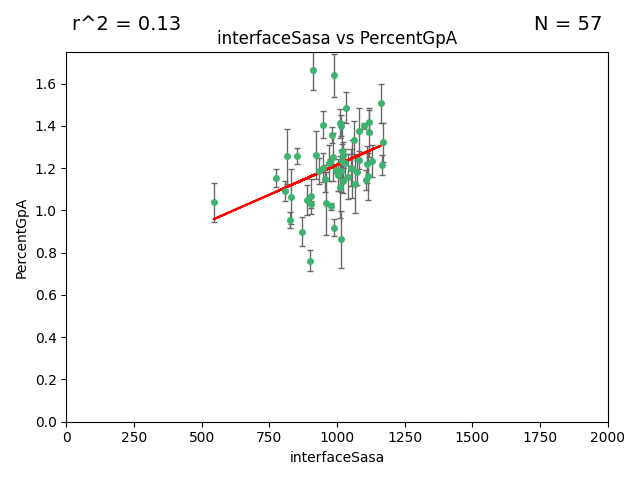 r^2 = 0.13
N = 57
interfaceSasa vs PercentGpA
PercentGpA
1.6
1.4
1.2
1.0
0.8
0.6
0.4
0.2
0.0
0 250 500 750 1000 1250 1500 1750 2000
interfaceSasa